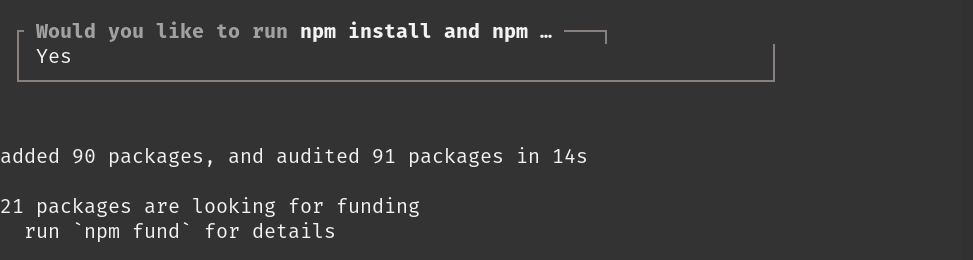 Would you like to run npm install and npm …
Yes
added 90 packages, and audited 91 packages in 14s
21 packages are looking for funding
run `npm fund` for details